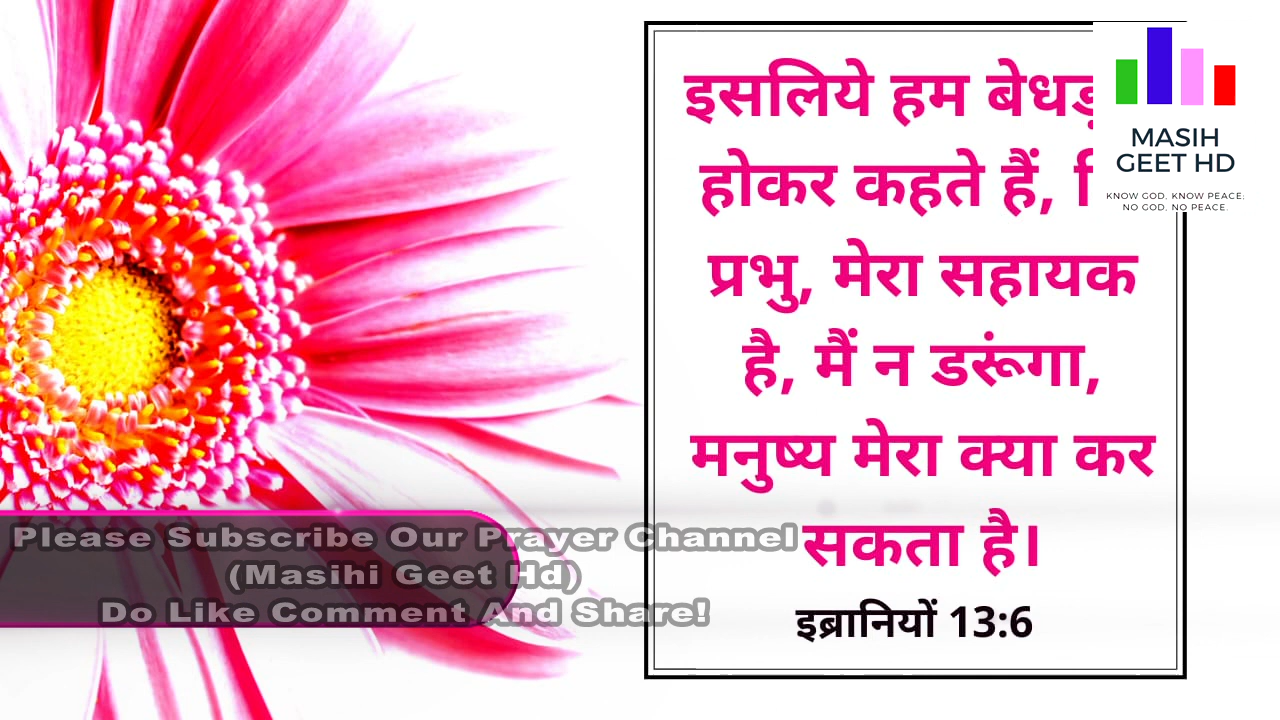 इसलिये हम
होकर कहते हैं,
प्रभु, मेरा सहायक
है, मैं न डरूंगा,
मनुष्य मेरा क्या कर
सकता है।
इब्रानियों 13:6
MASIH
GEET HD
KNOW GOD, KNOW PEACE;
NO GOD, NO PEACE.
Please Subscribe Our Prayer Channel
(Masihi Geet Hd)
Do Like Comment And Share!